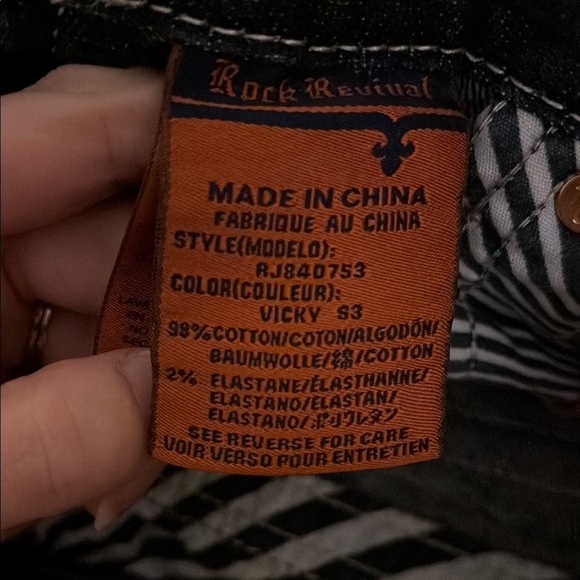 Rock Revival
MADE IN CHINA
FABRIQUE AU CHINA
STYLE(MODELO):
RJ840753
COLOR(COULEUR):
VICKY S3
98%COTTON/COTON/ALGODÓN/
BAUMWOLLE/綿/COTTON
2% ELASTANE/ÉLASTHANNE/
ELASTANO/ELASTAN/
ELASTANO/ポリウレタン
SEE REVERSE FOR CARE
VOIR VERSO POUR ENTRETIEN